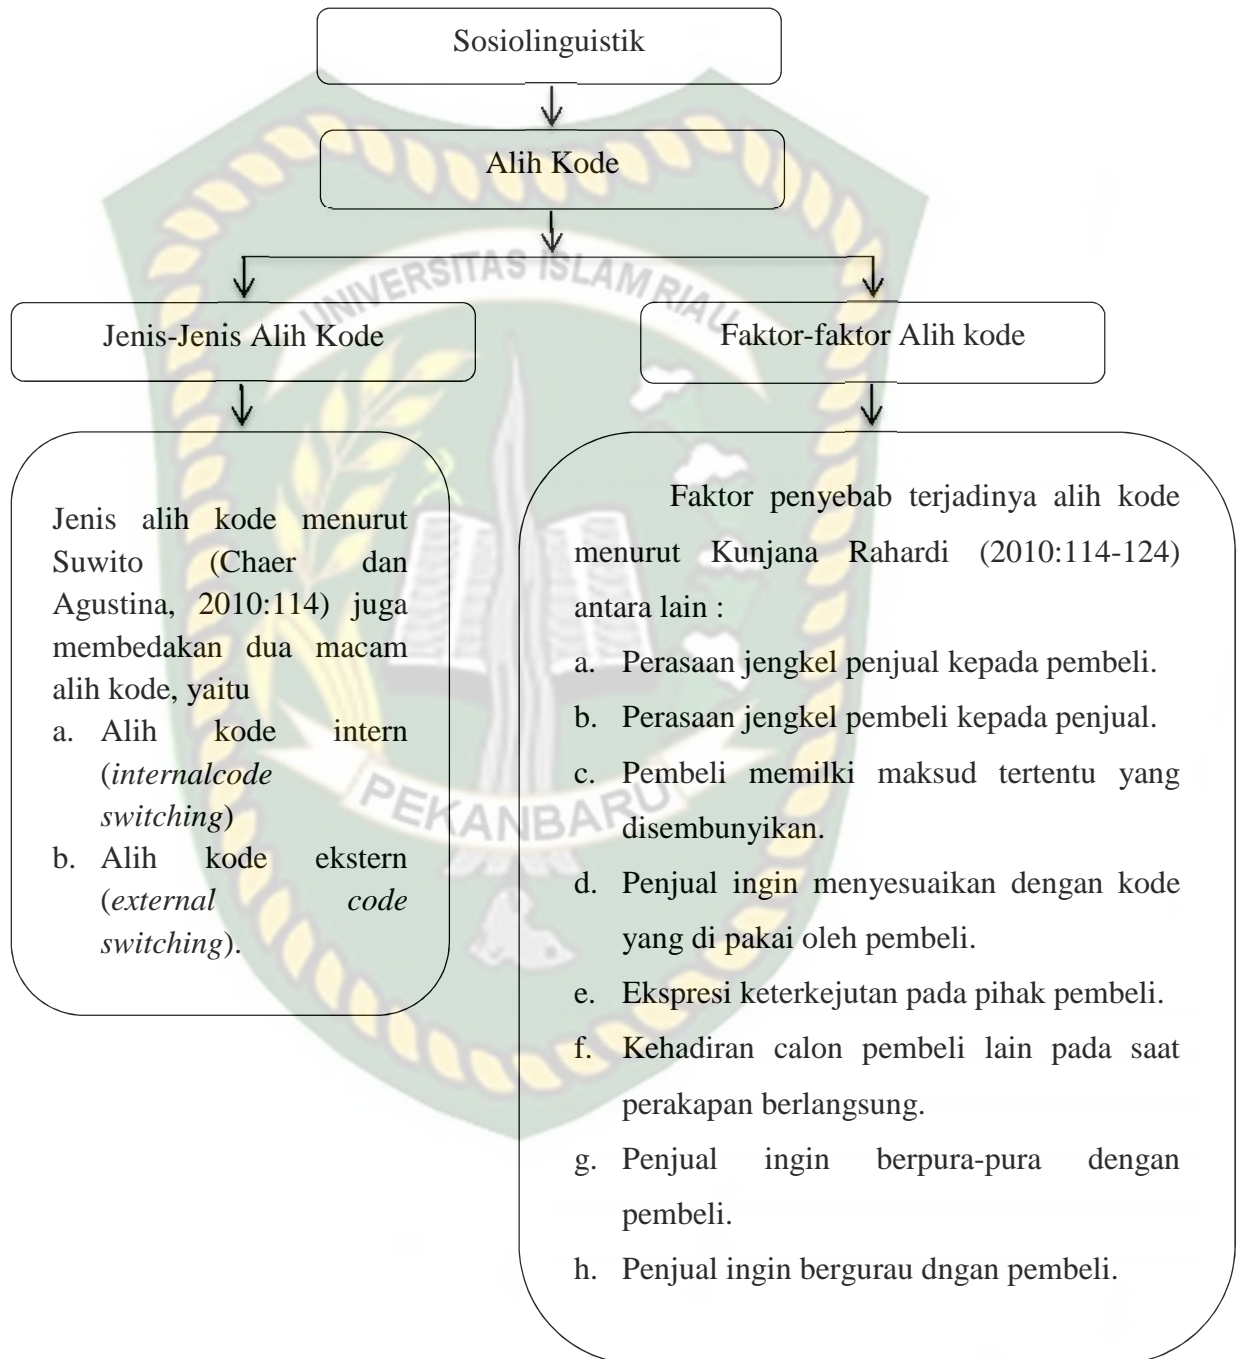 Sosiolinguistik
Alih Kode
UNIVERSITAS ISLAM RIAU
Jenis-Jenis Alih Kode
Faktor-faktor Alih kode
Jenis alih kode menurut
Suwito (Chaer dan
Agustina, 2010:114) juga
membedakan dua macam
alih kode, yaitu
a. Alih kode intern
(internalcode
switching)
b. Alih kode ekstern
(external code
switching).
Faktor penyebab terjadinya alih kode
menurut Kunjana Rahardi (2010:114-124)
antara lain :
a. Perasaan jengkel penjual kepada pembeli.
b. Perasaan jengkel pembeli kepada penjual.
c. Pembeli memilki maksud tertentu yang
disembunyikan.
d. Penjual ingin menyesuaikan dengan kode
yang di pakai oleh pembeli.
e. Ekspresi keterkejutan pada pihak pembeli.
f. Kehadiran calon pembeli lain pada saat
perakapan berlangsung.
g. Penjual ingin berpura-pura dengan
pembeli.
h. Penjual ingin bergurau dngan pembeli.
PEKANBARU